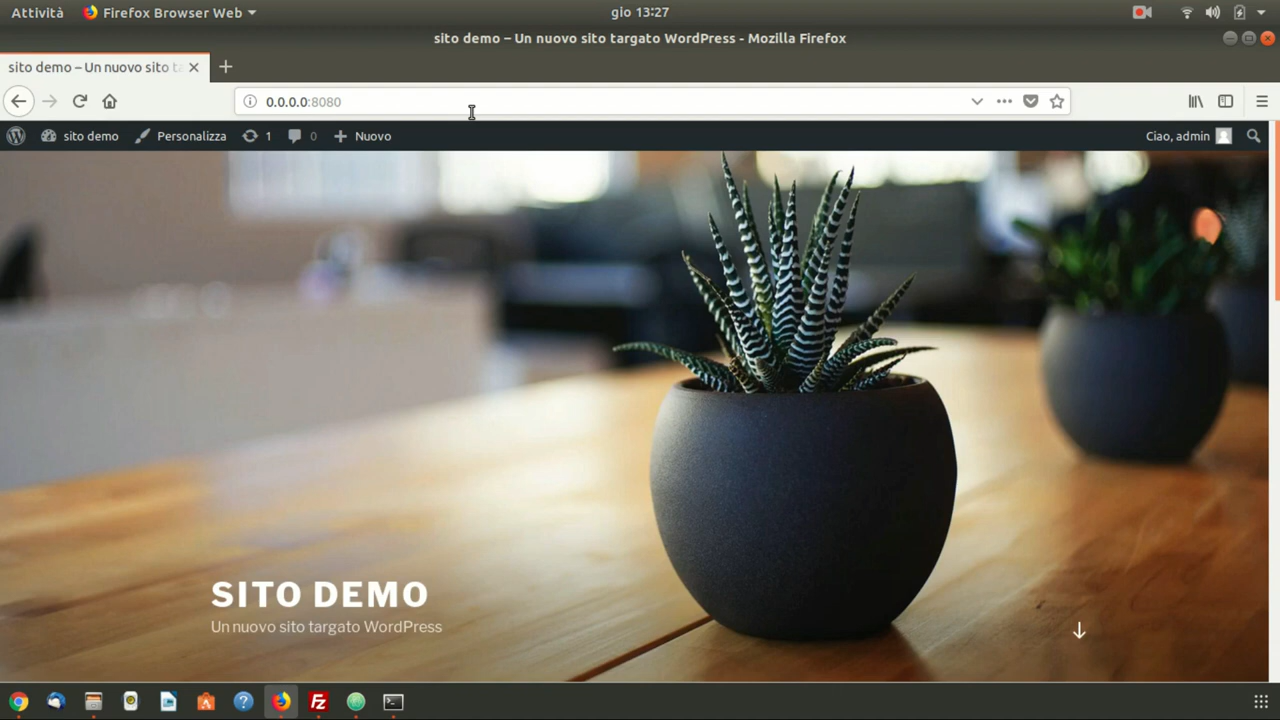 Attività Firefox Browser Web gio 13:27
sito demo – Un nuovo sito targato WordPress - Mozilla Firefox
sito demo – Un nuovo sito ta
0.0.0.0:8080
sito demo Personalizza 1 0 Nuovo Ciao, admin
SITO DEMO
Un nuovo sito targato WordPress